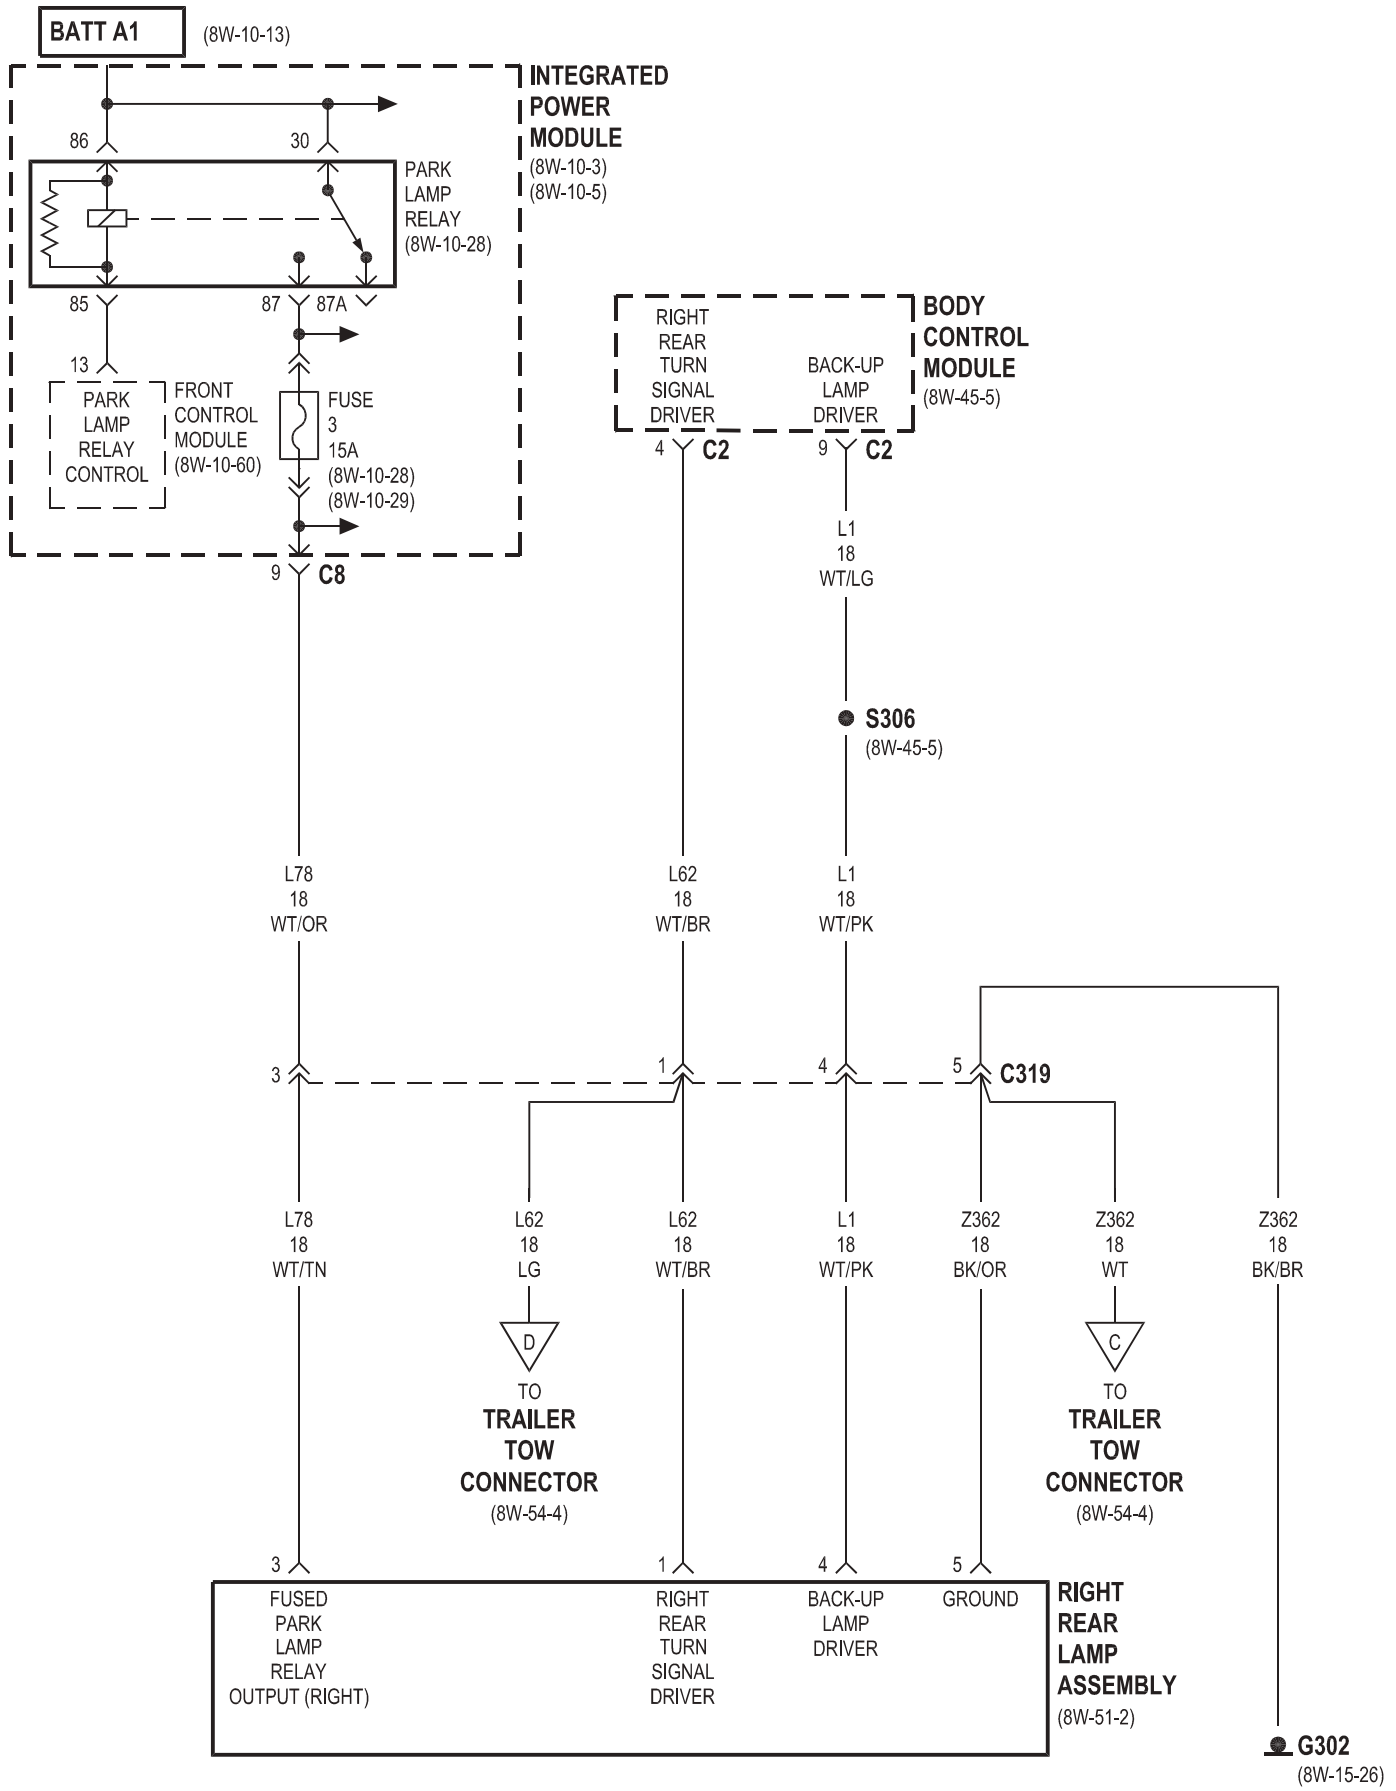 BATT A1
(8W-10-13)
INTEGRATED
POWER
MODULE
(8W-10-3)
(8W-10-5)
86
30
PARK
LAMP
RELAY
(8W-10-28)
85
87
87A
13
PARK
LAMP
RELAY
CONTROL
FRONT
CONTROL
MODULE
(8W-10-60)
FUSE
3
15A
(8W-10-28)
(8W-10-29)
9
C8
RIGHT
REAR
TURN
SIGNAL
DRIVER
BACK-UP
LAMP
DRIVER
BODY
CONTROL
MODULE
(8W-45-5)
4
C2
9
C2
L1
18
WT/LG
S306
(8W-45-5)
L78
18
WT/OR
L62
18
WT/BR
L1
18
WT/PK
3
1
4
5
C319
L78
18
WT/TN
L62
18
LG
L62
18
WT/BR
L1
18
WT/PK
Z362
18
BK/OR
Z362
18
WT
Z362
18
BK/BR
D
TO
TRAILER
TOW
CONNECTOR
(8W-54-4)
C
TO
TRAILER
TOW
CONNECTOR
(8W-54-4)
3
1
4
5
FUSED
PARK
LAMP
RELAY
OUTPUT (RIGHT)
RIGHT
REAR
TURN
SIGNAL
DRIVER
BACK-UP
LAMP
DRIVER
GROUND
RIGHT
REAR
LAMP
ASSEMBLY
(8W-51-2)
G302
(8W-15-26)